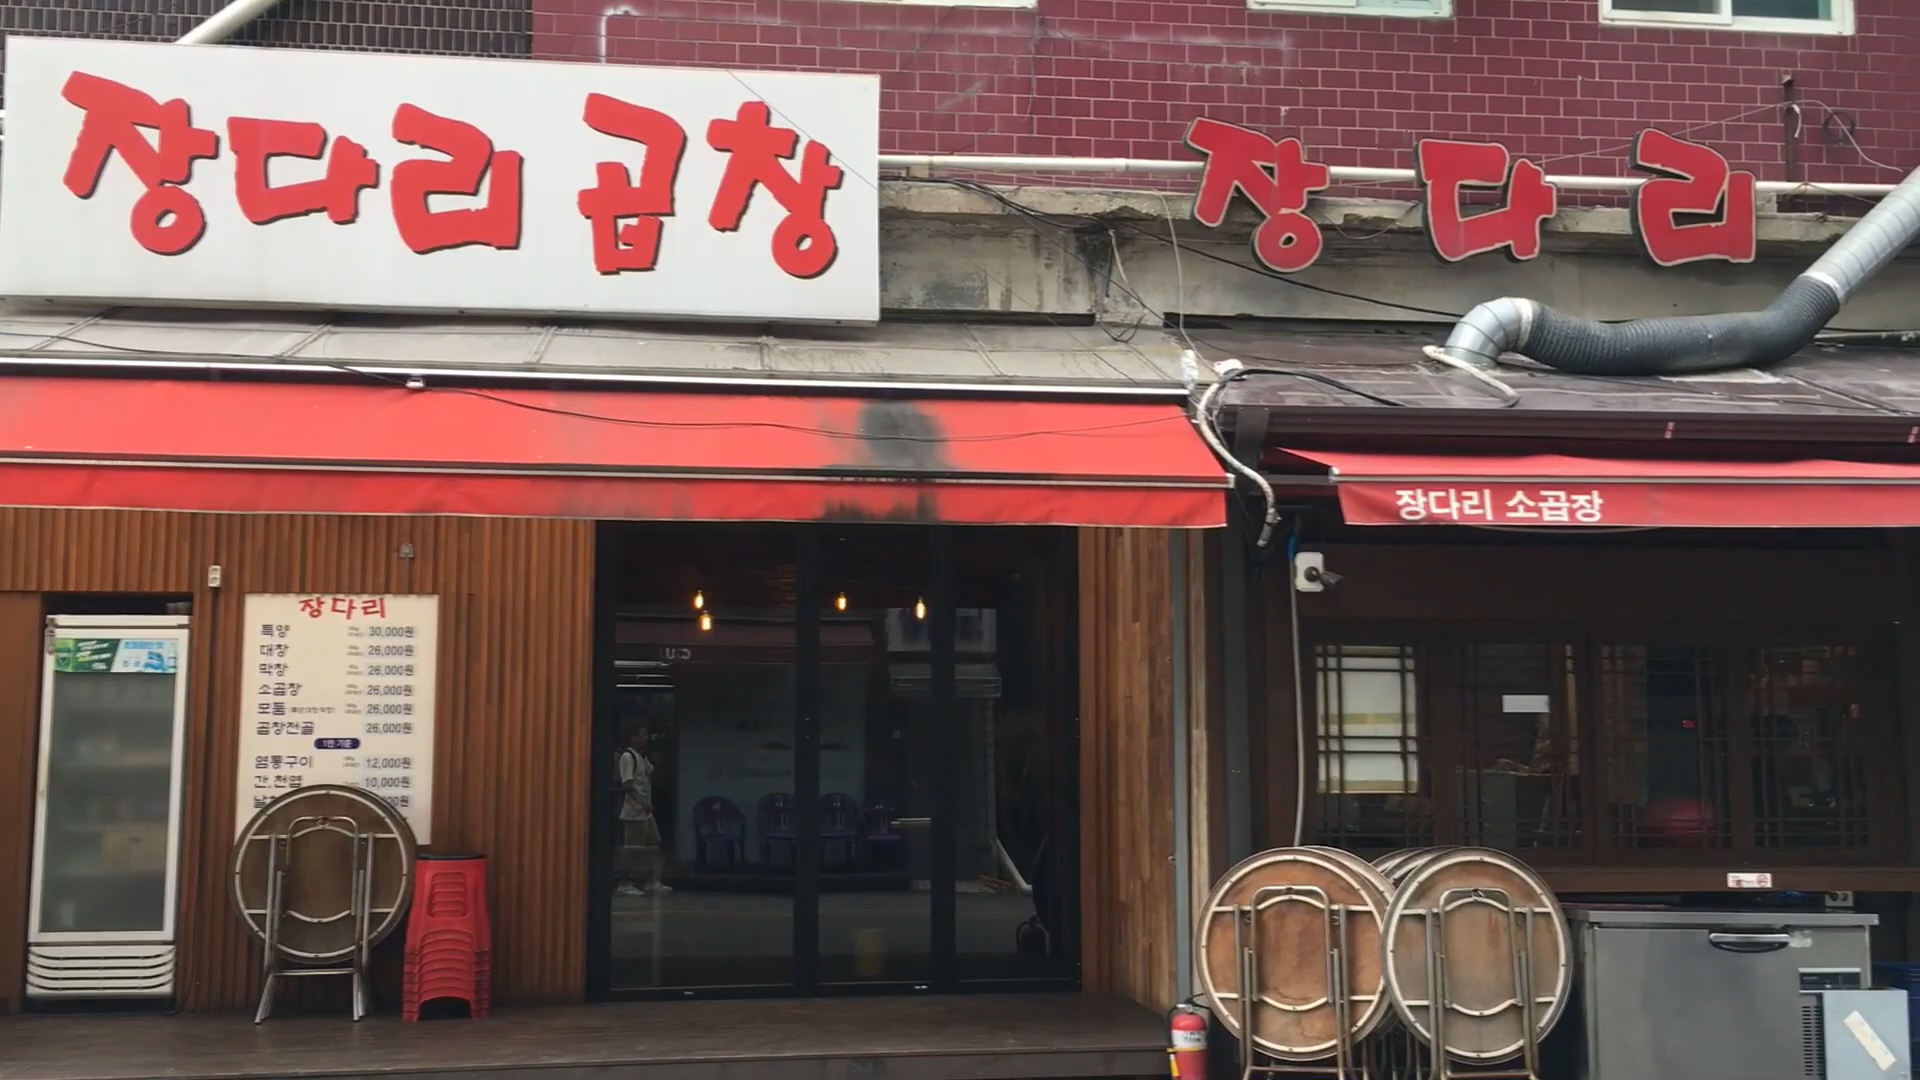 장다리 곱창
장다리
장다리 소곱창
장다리
특양 30,000원
대창 26,000원
막창 26,000원
소곱창 26,000원
모둠 26,000원
곱창전골 26,000원
1인 기준
염통구이 12,000원
간,천엽 10,000원